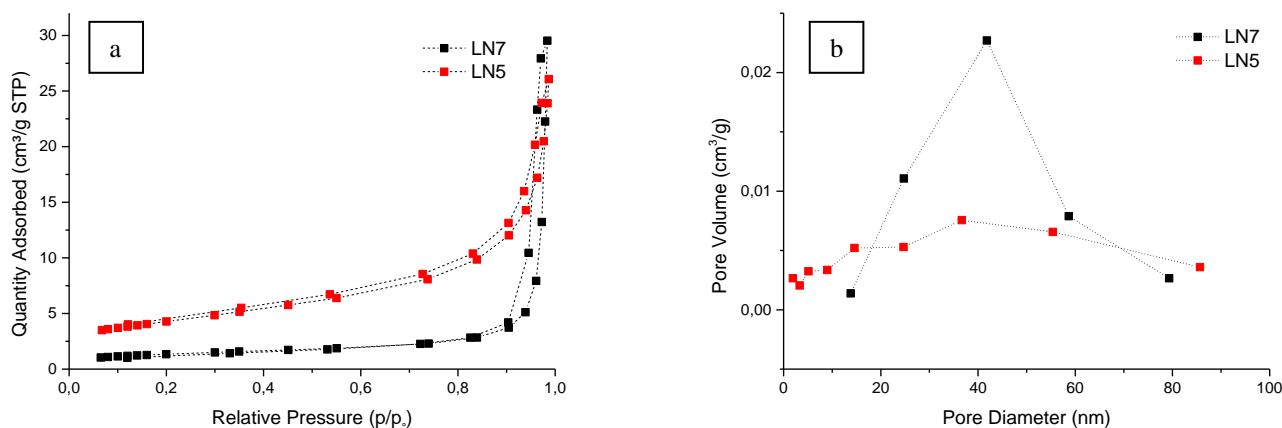 a
LN7
LN5
30
25
20
15
10
5
0
Quantity Adsorbed (cm³/g STP)
0,0
0,2
0,4
0,6
0,8
1,0
Relative Pressure (p/p₀)
b
LN7
LN5
0,02
0,01
0,00
Pore Volume (cm³/g)
0
20
40
60
80
100
Pore Diameter (nm)